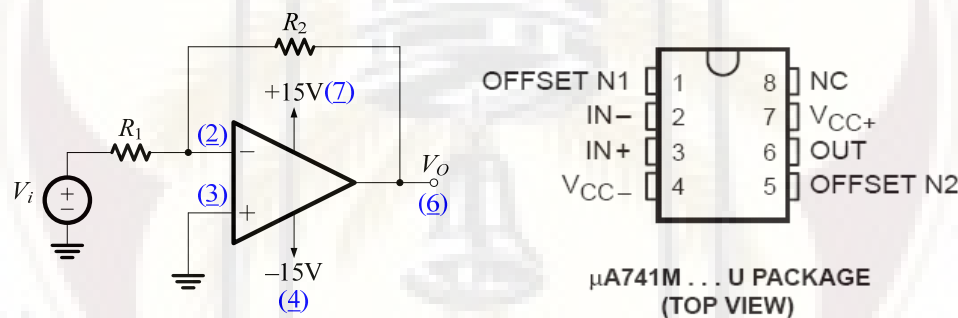 R2
+15V(7)
R1
(2)
−
Vi
+
−
(3)
+
VO
(6)
−15V
(4)
OFFSET N1 1 8 NC
IN− 2 7 VCC+
IN+ 3 6 OUT
VCC− 4 5 OFFSET N2
µA741M . . . U PACKAGE
(TOP VIEW)